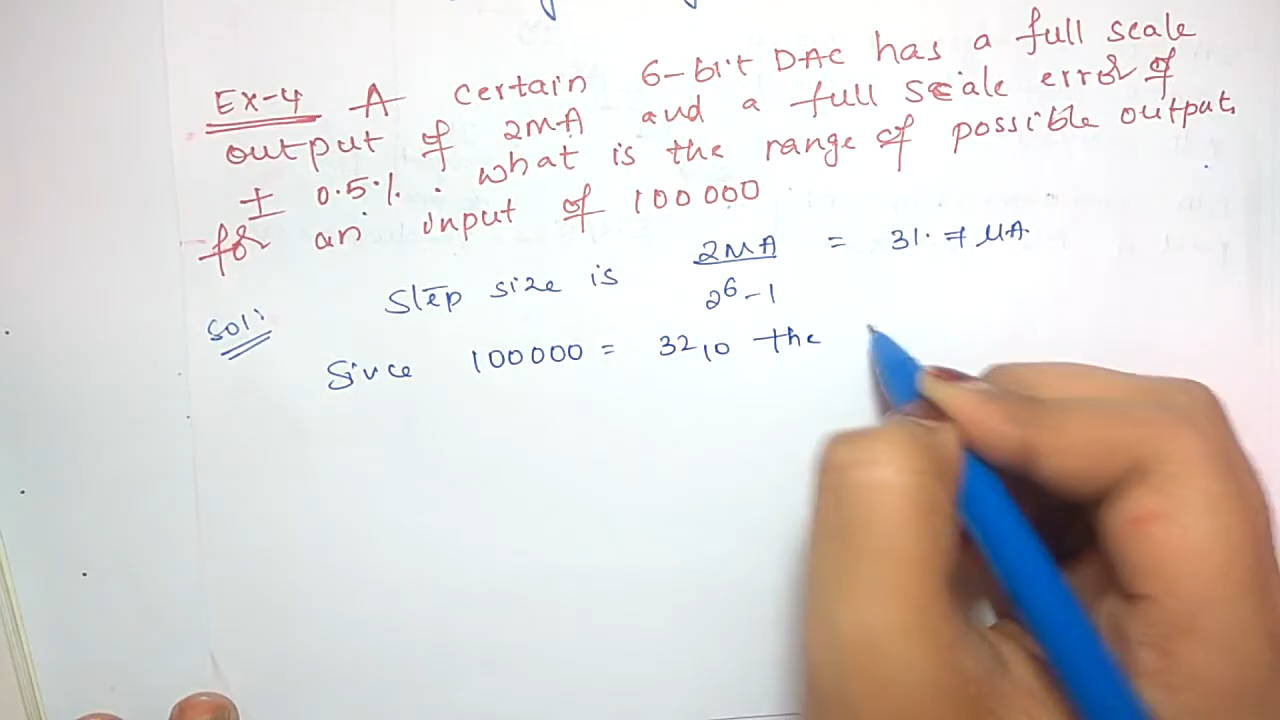 Ex-4 A certain 6-bit DAC has a full scale
output of 2mA and a full scale error of
± 0.5%. what is the range of possible output
for an input of 100000
Sol: Step size is 2MA / 2^6-1 = 31.7 μA
Since 100000 = 32₁₀ the